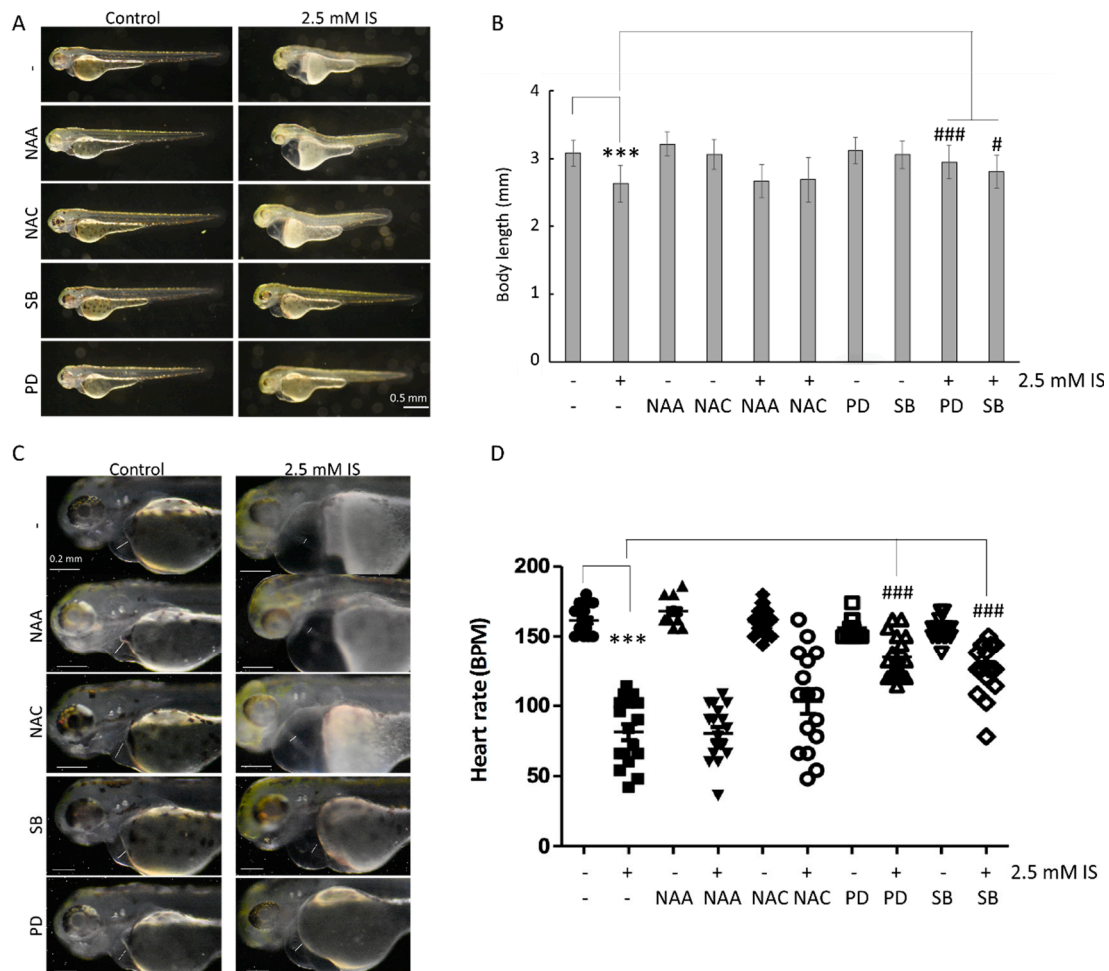 A
Control
2.5 mM IS
-
NAA
NAC
SB
PD
0.5 mm
B
Body length (mm)
4
3
2
1
0
***
###
#
- + - - + + - - + + 2.5 mM IS
- - NAA NAC NAA NAC PD SB PD SB
C
Control
2.5 mM IS
-
0.2 mm
NAA
NAC
SB
PD
D
Heart rate (BPM)
200
150
100
50
0
***
###
###
- + - + - + - + - + 2.5 mM IS
- - NAA NAA NAC NAC PD PD SB SB